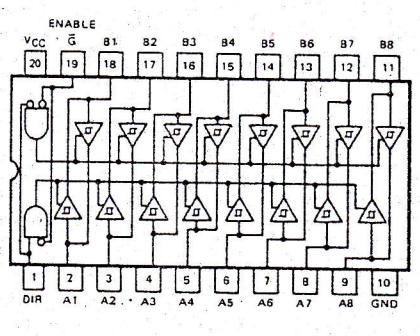 ENABLE
VCC G̅ B1 B2 B3 B4 B5 B6 B7 B8
20 19 18 17 16 15 14 13 12 11
1 2 3 4 5 6 7 8 9 10
DIR A1 A2 A3 A4 A5 A6 A7 A8 GND